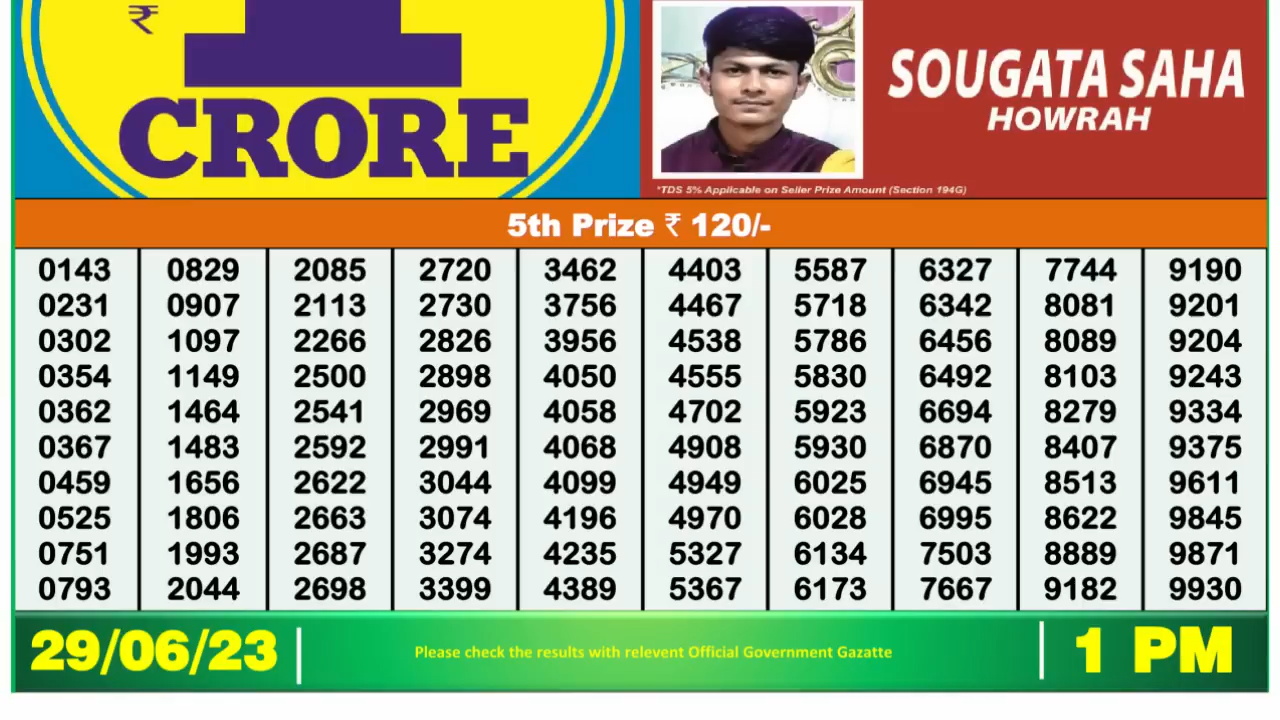 ₹ 1
CRORE
SOUGATA SAHA
HOWRAH
*TDS 5% Applicable on Seller Prize Amount (Section 194G)
5th Prize ₹ 120/-
0143 0829 2085 2720 3462 4403 5587 6327 7744 9190
0231 0907 2113 2730 3756 4467 5718 6342 8081 9201
0302 1097 2266 2826 3956 4538 5786 6456 8089 9204
0354 1149 2500 2898 4050 4555 5830 6492 8103 9243
0362 1464 2541 2969 4058 4702 5923 6694 8279 9334
0367 1483 2592 2991 4068 4908 5930 6870 8407 9375
0459 1656 2622 3044 4099 4949 6025 6945 8513 9611
0525 1806 2663 3074 4196 4970 6028 6995 8622 9845
0751 1993 2687 3274 4235 5327 6134 7503 8889 9871
0793 2044 2698 3399 4389 5367 6173 7667 9182 9930
29/06/23
Please check the results with relevent Official Government Gazatte
1 PM